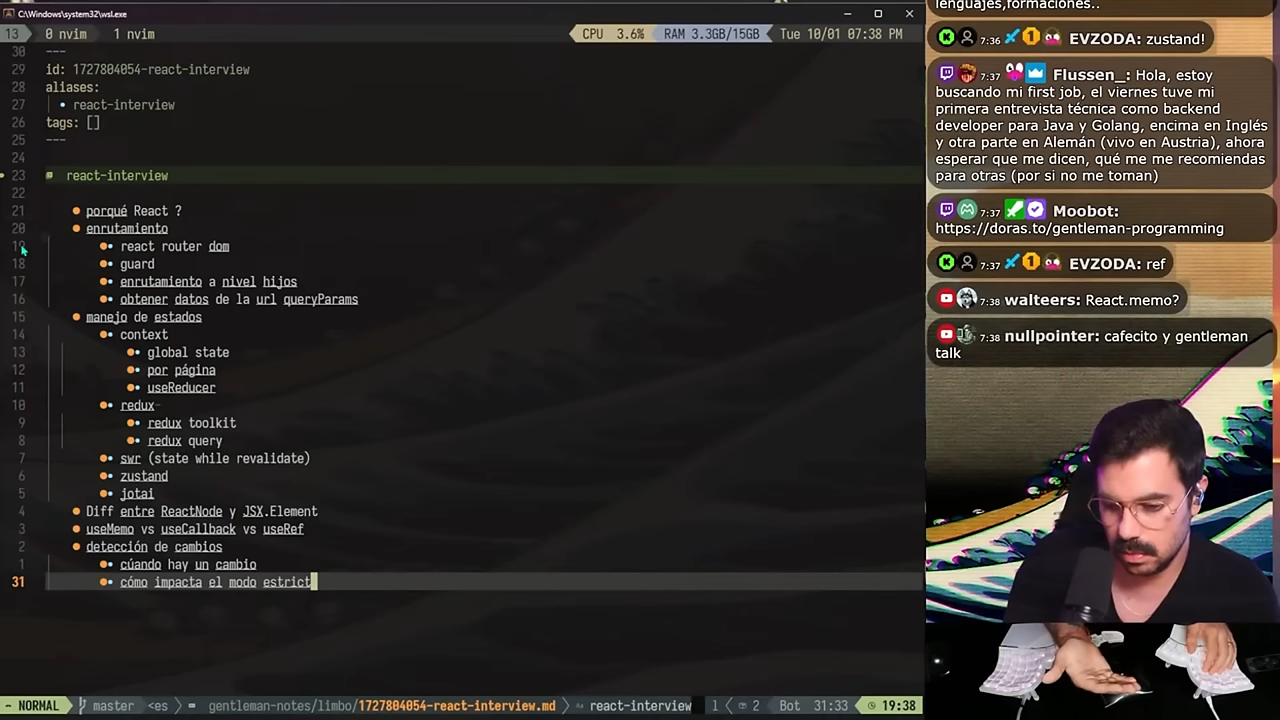 C:\Windows\system32\wsl.exe
13 0 nvim 1 nvim CPU 3.6% RAM 3.3GB/15GB Tue 10/01 07:38 PM
30 ---
29 id: 1727804054-react-interview
28 aliases:
27 • react-interview
26 tags: []
25 ---
24
23 react-interview
22
21 ● porqué React ?
20 ● enrutamiento
19 react router dom
18 guard
17 enrutamiento a nivel hijos
16 obtener datos de la url queryParams
15 ● manejo de estados
14 context
13 global state
12 por página
11 useReducer
10 redux-
9 redux toolkit
8 redux query
7 swr (state while revalidate)
6 zustand
5 jotai
4 ● Diff entre ReactNode y JSX.Element
3 ● useMemo vs useCallback vs useRef
2 ● detección de cambios
1 cúando hay un cambio
31 cómo impacta el modo estrict
- NORMAL master <es gentleman-notes/limbo/1727804054-react-interview.md react-interview 1 < 2 Bot 31:33 19:38
lenguajes,formaciones..
7:36 1 EVZODA: zustand!
7:37 Flussen_: Hola, estoy
buscando mi first job, el viernes tuve mi
primera entrevista técnica como backend
developer para Java y Golang, encima en Inglés
y otra parte en Alemán (vivo en Austria), ahora
esperar que me dicen, qué me me recomiendas
para otras (por si no me toman)
7:37 Moobot:
https://doras.to/gentleman-programming
7:37 1 EVZODA: ref
7:38 walteers: React.memo?
7:38 nullpointer: cafecito y gentleman
talk